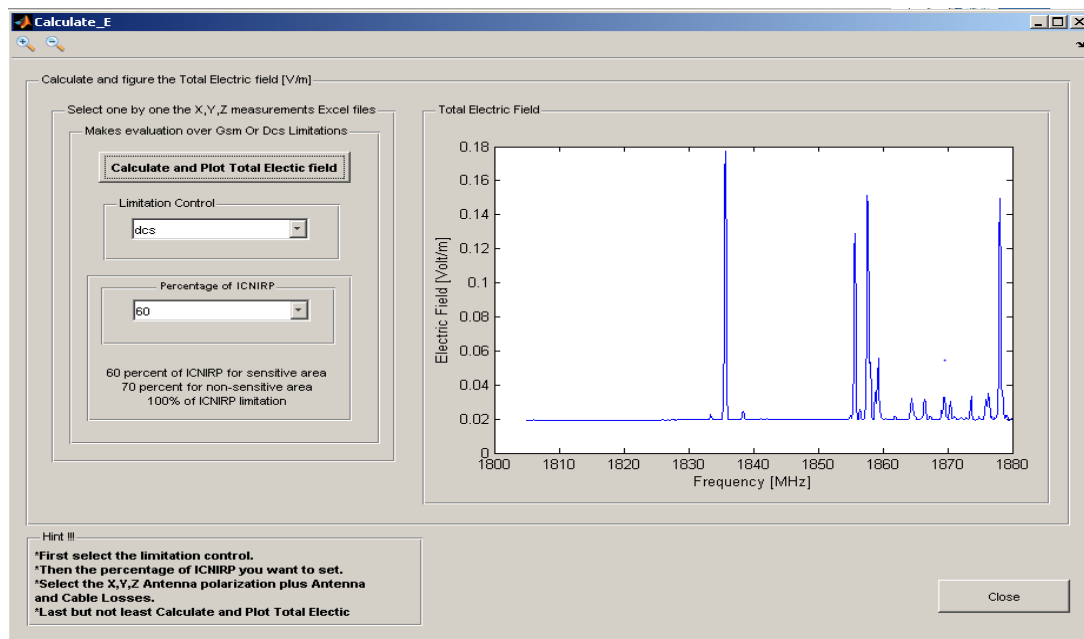 Calculate_E
Calculate and figure the Total Electric field [V/m]
Select one by one the X,Y,Z measurements Excel files
Makes evaluation over Gsm Or Dcs Limitations
Calculate and Plot Total Electic field
Limitation Control
dcs
Percentage of ICNIRP
60
60 percent of ICNIRP for sensitive area
70 percent for non-sensitive area
100% of ICNIRP limitation
Total Electric Field
Electric Field [Volt/m]
0.18
0.16
0.14
0.12
0.1
0.08
0.06
0.04
0.02
0
1800
1810
1820
1830
1840
1850
1860
1870
1880
Frequency [MHz]
Hint !!!
*First select the limitation control.
*Then the percentage of ICNIRP you want to set.
*Select the X,Y,Z Antenna polarization plus Antenna
and Cable Losses.
*Last but not least Calculate and Plot Total Electic
Close